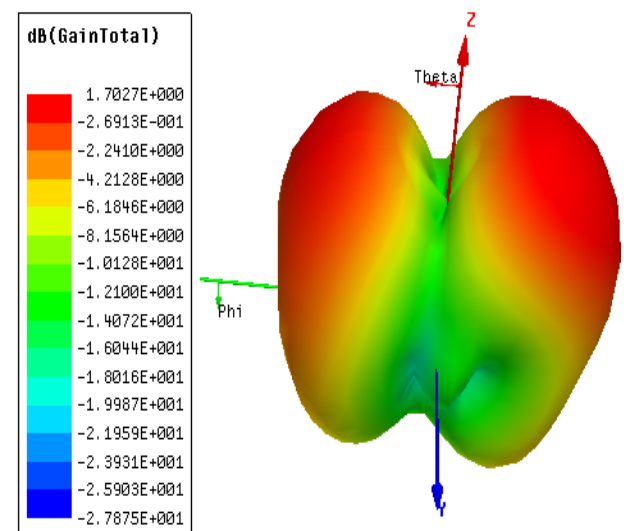 dB(GainTotal)
1.7027E+000
-2.6913E-001
-2.2410E+000
-4.2128E+000
-6.1846E+000
-8.1564E+000
-1.0128E+001
-1.2100E+001
-1.4072E+001
-1.6044E+001
-1.8016E+001
-1.9987E+001
-2.1959E+001
-2.3931E+001
-2.5903E+001
-2.7875E+001
Z
Theta
Phi
Y